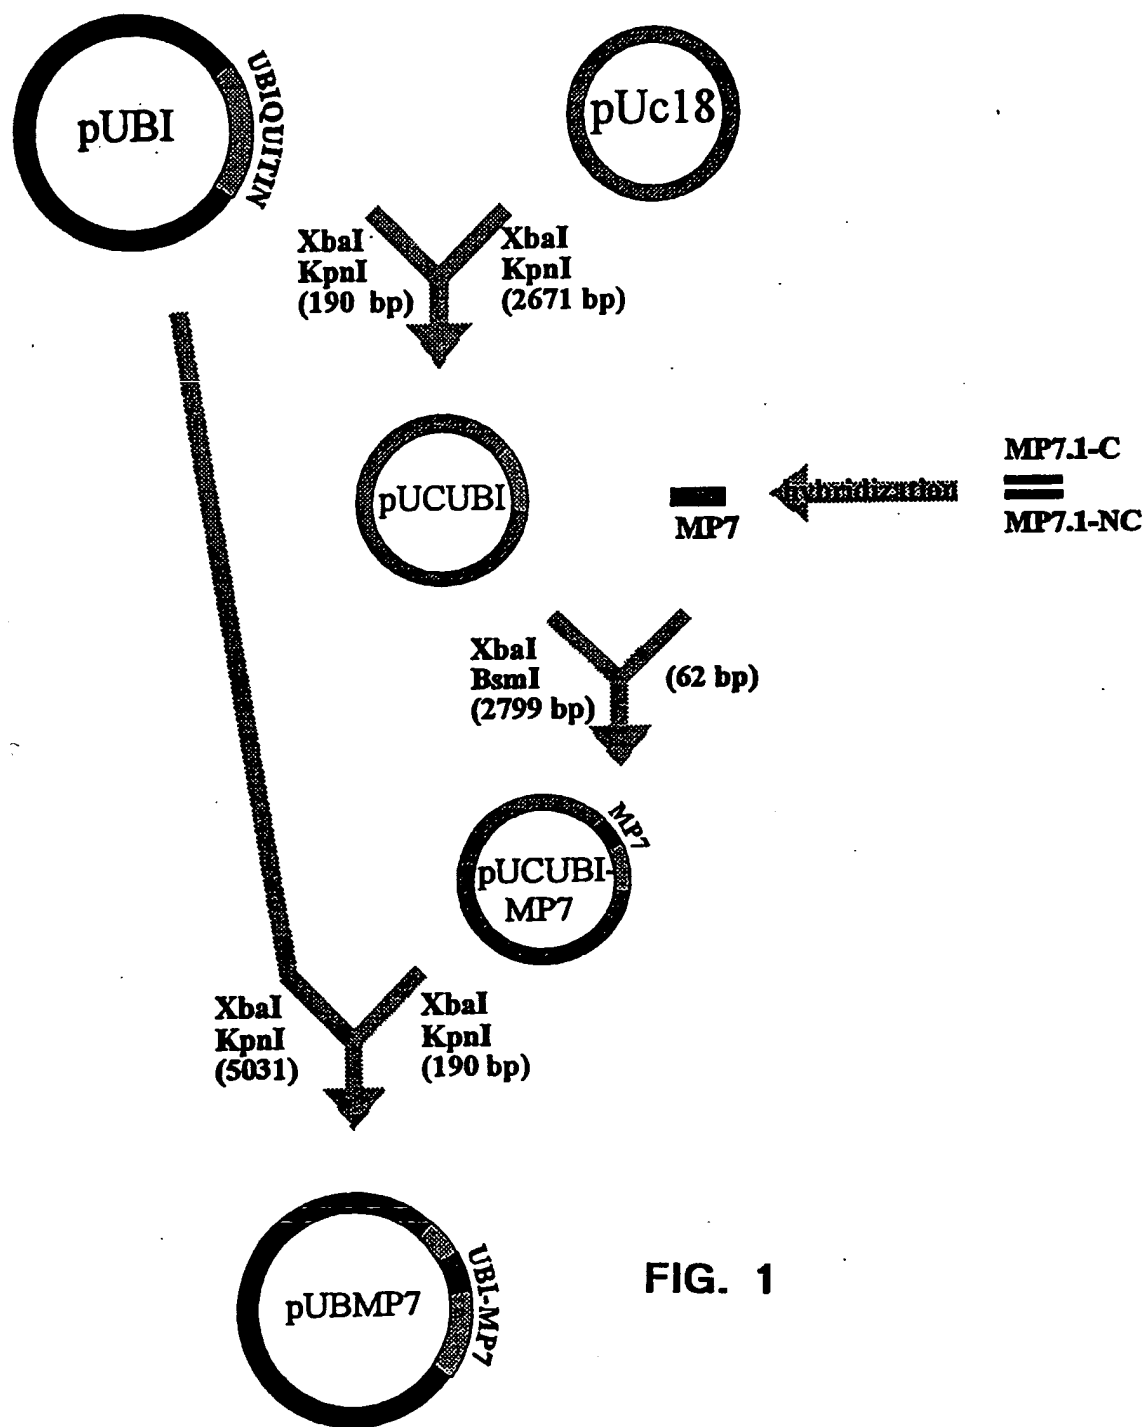 pUBI
UBIQUITIN
pUc18
XbaI
KpnI
(190 bp)
XbaI
KpnI
(2671 bp)
pUCUBI
MP7
hybridization
MP7.1-C
MP7.1-NC
XbaI
BsmI
(2799 bp)
(62 bp)
MP7
pUCUBI-
MP7
XbaI
KpnI
(5031)
XbaI
KpnI
(190 bp)
pUBMP7
UBI-MP7
FIG. 1